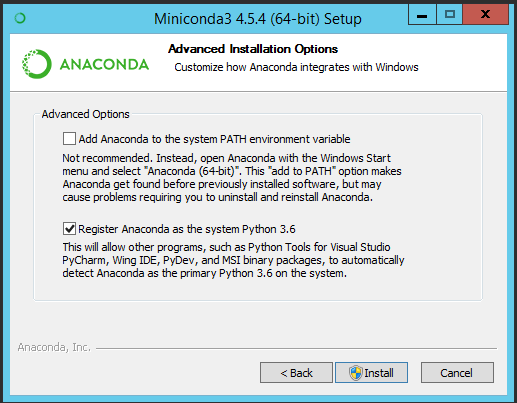 Miniconda3 4.5.4 (64-bit) Setup
ANACONDA
Advanced Installation Options
Customize how Anaconda integrates with Windows
Advanced Options
Add Anaconda to the system PATH environment variable
Not recommended. Instead, open Anaconda with the Windows Start
menu and select "Anaconda (64-bit)". This "add to PATH" option makes
Anaconda get found before previously installed software, but may
cause problems requiring you to uninstall and reinstall Anaconda.
Register Anaconda as the system Python 3.6
This will allow other programs, such as Python Tools for Visual Studio
PyCharm, Wing IDE, PyDev, and MSI binary packages, to automatically
detect Anaconda as the primary Python 3.6 on the system.
Anaconda, Inc.
< Back
Install
Cancel